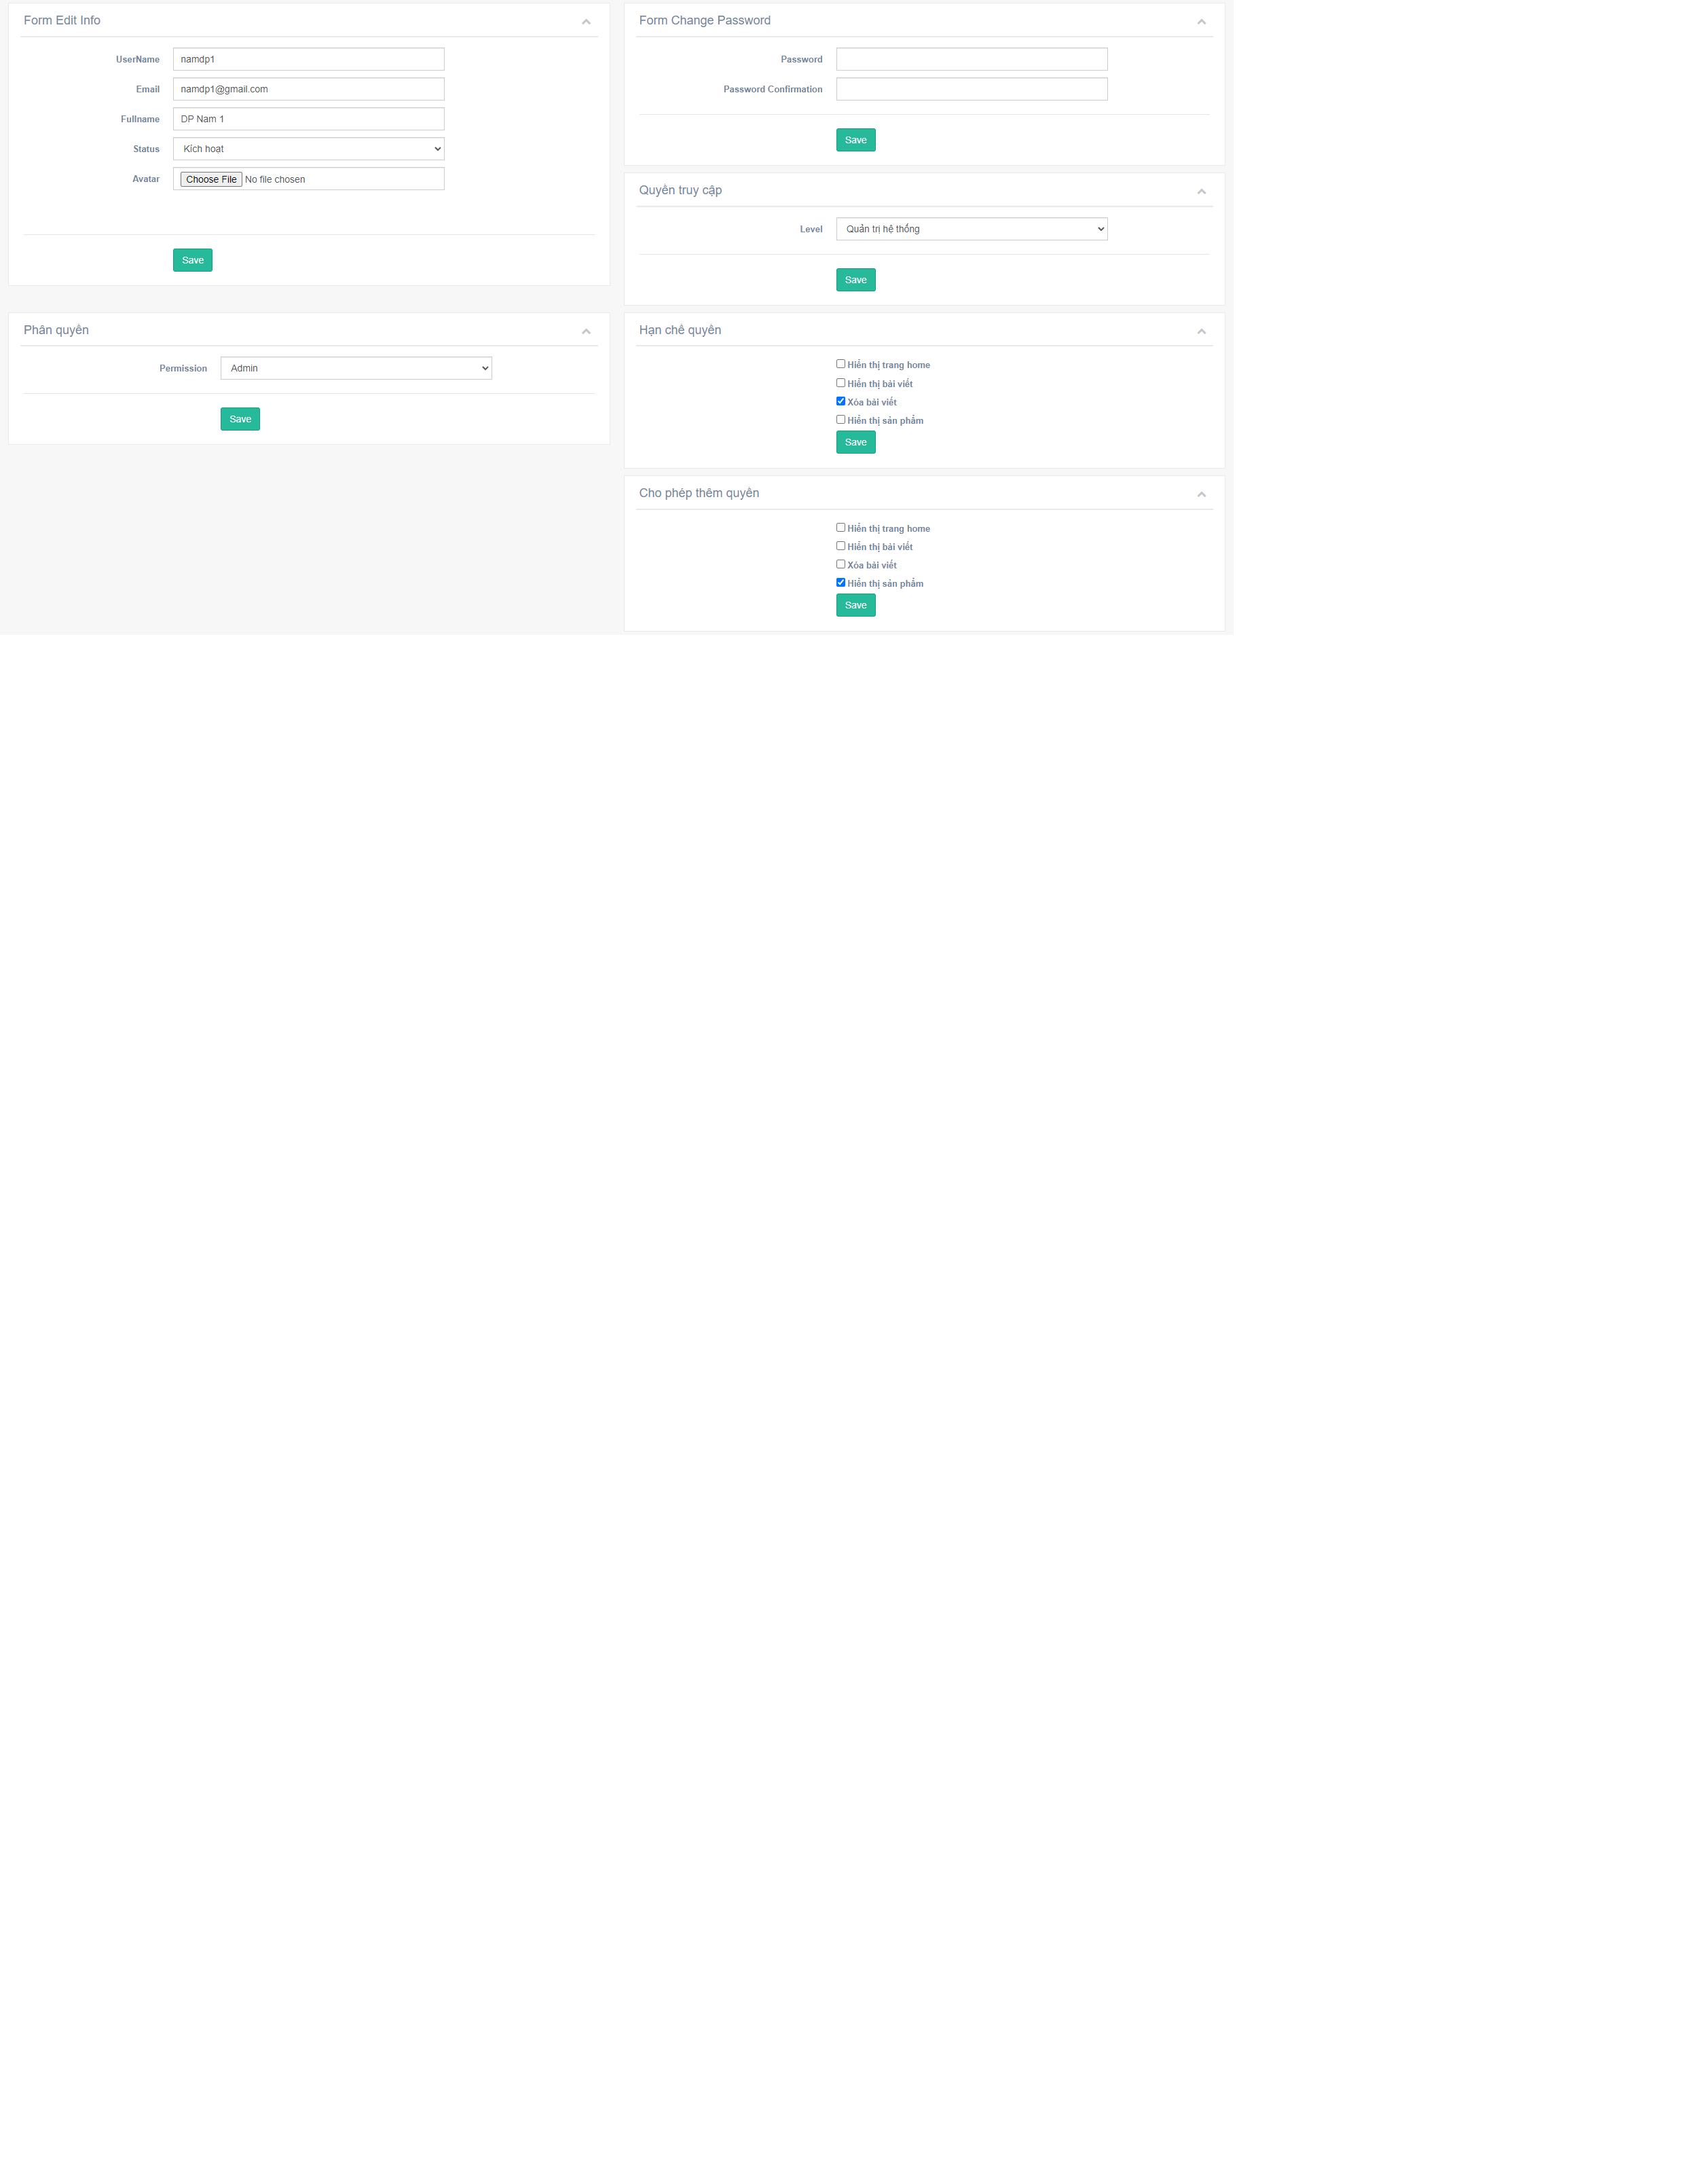 Form Edit Info
UserName namdp1
Email namdp1@gmail.com
Fullname DP Nam 1
Status Kích hoạt
Avatar Choose File No file chosen
Save
Form Change Password
Password
Password Confirmation
Save
Quyền truy cập
Level Quản trị hệ thống
Save
Phân quyền
Permission Admin
Save
Hạn chế quyền
Hiển thị trang home
Hiển thị bài viết
Xóa bài viết
Hiển thị sản phẩm
Save
Cho phép thêm quyền
Hiển thị trang home
Hiển thị bài viết
Xóa bài viết
Hiển thị sản phẩm
Save